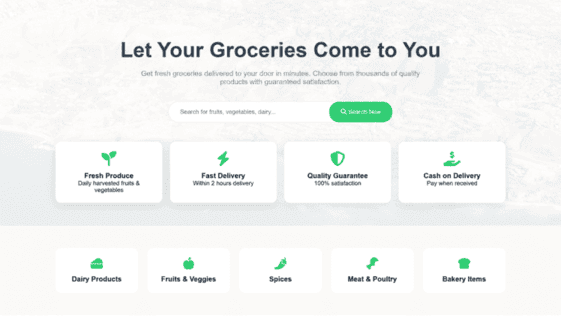 Let Your Groceries Come to You
Get fresh groceries delivered to your door in minutes. Choose from thousands of quality
products with guaranteed satisfaction.
Search for fruits, vegetables, dairy...
Search Now
Fresh Produce
Daily harvested fruits &
vegetables
Fast Delivery
Within 2 hours delivery
Quality Guarantee
100% satisfaction
Cash on Delivery
Pay when received
Dairy Products
Fruits & Veggies
Spices
Meat & Poultry
Bakery Items